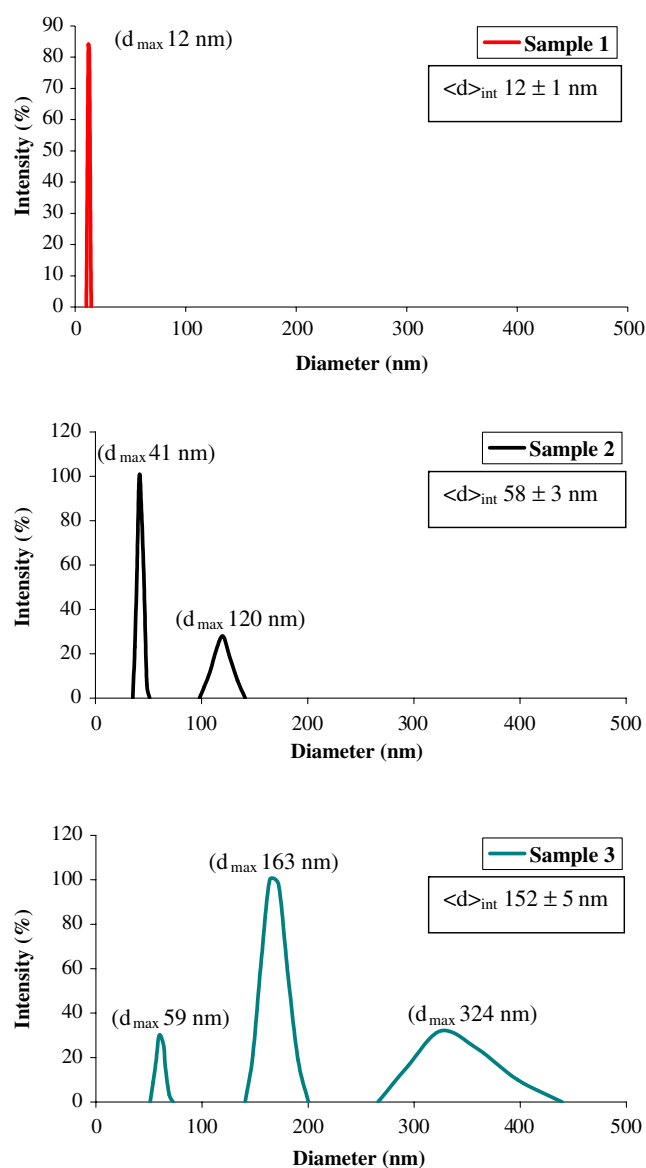 (d max 12 nm)
Sample 1
<d>int 12 ± 1 nm
Intensity (%)
90
80
70
60
50
40
30
20
10
0
0 100 200 300 400 500
Diameter (nm)
(d max 41 nm)
Sample 2
<d>int 58 ± 3 nm
(d max 120 nm)
Intensity (%)
120
100
80
60
40
20
0
0 100 200 300 400 500
Diameter (nm)
(d max 163 nm)
Sample 3
<d>int 152 ± 5 nm
(d max 59 nm)
(d max 324 nm)
Intensity (%)
120
100
80
60
40
20
0
0 100 200 300 400 500
Diameter (nm)